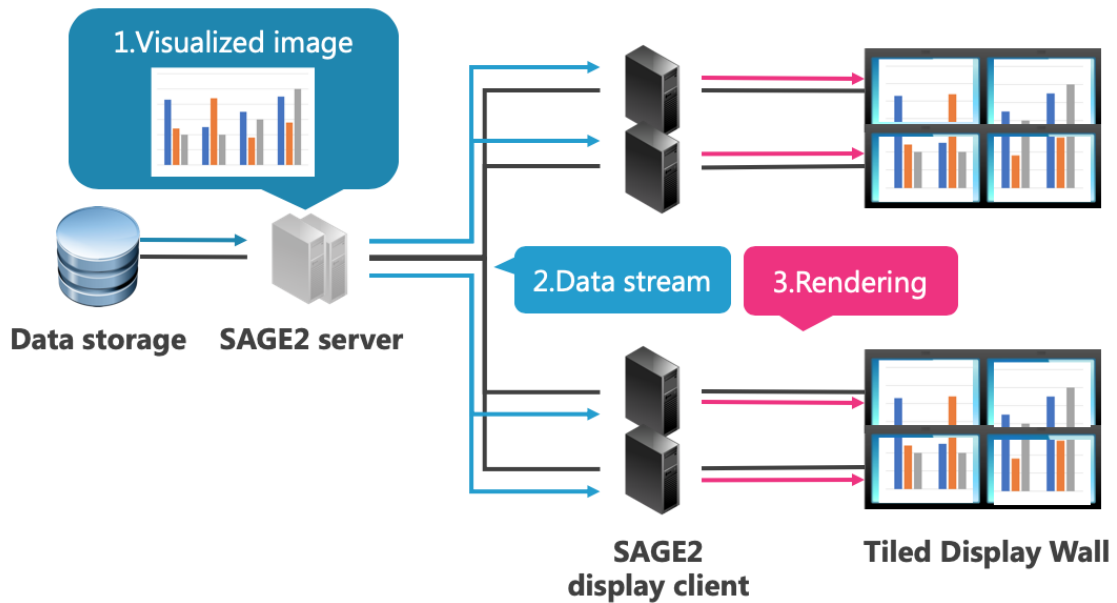 1.Visualized image
Data storage
SAGE2 server
2.Data stream
3.Rendering
SAGE2
display client
Tiled Display Wall